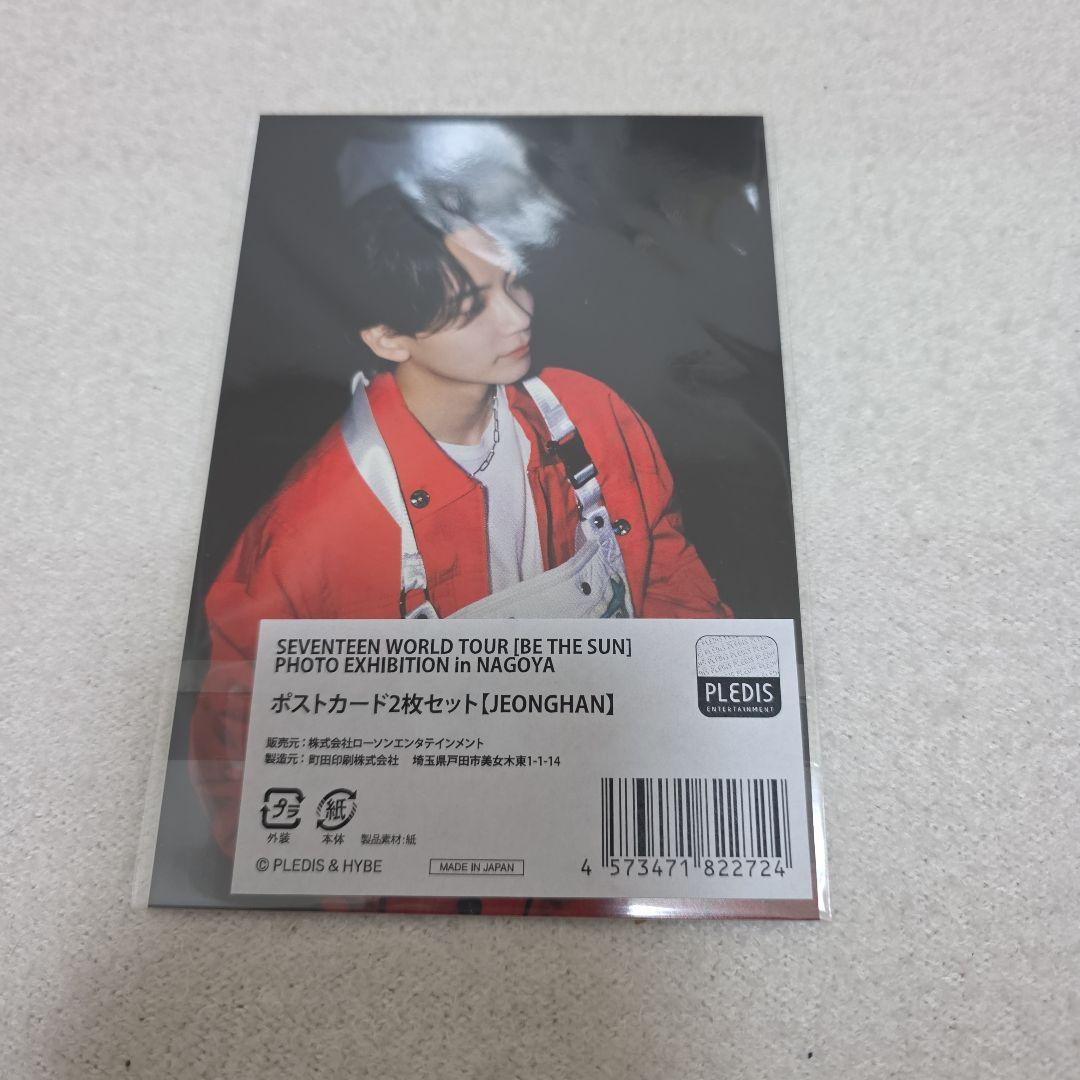 SEVENTEEN WORLD TOUR [BE THE SUN]
PHOTO EXHIBITION in NAGOYA
ポストカード2枚セット【JEONGHAN】
販売元：株式会社ローソンエンタテインメント
製造元：町田印刷株式会社 埼玉県戸田市美女木東1-1-14
プラ
外装
紙
本体
製品素材：紙
© PLEDIS & HYBE
MADE IN JAPAN
4 573471 822724
PLEDIS
ENTERTAINMENT